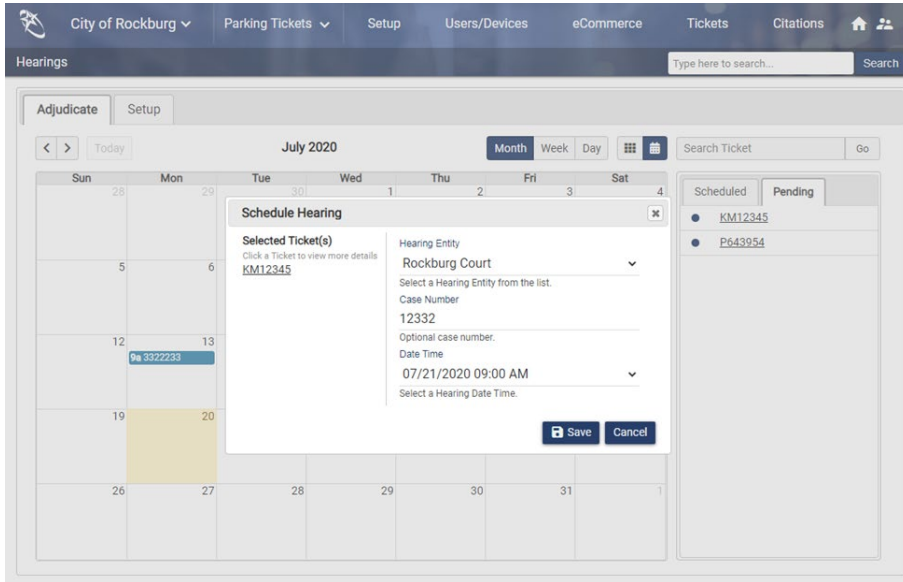 City of Rockburg Parking Tickets Setup Users/Devices eCommerce Tickets Citations
Hearings Type here to search... Search
Adjudicate Setup
Today July 2020 Month Week Day Search Ticket Go
Sun Mon Tue Wed Thu Fri Sat
28 29 30 1 2 3 4
Scheduled Pending
KM12345
P643954
Schedule Hearing
Selected Ticket(s)
Click a Ticket to view more details
KM12345
Hearing Entity
Rockburg Court
Select a Hearing Entity from the list.
Case Number
12332
Optional case number.
Date Time
07/21/2020 09:00 AM
Select a Hearing Date Time.
Save Cancel
5 6
12 13
9a 3322233
19 20
26 27 28 29 30 31 1